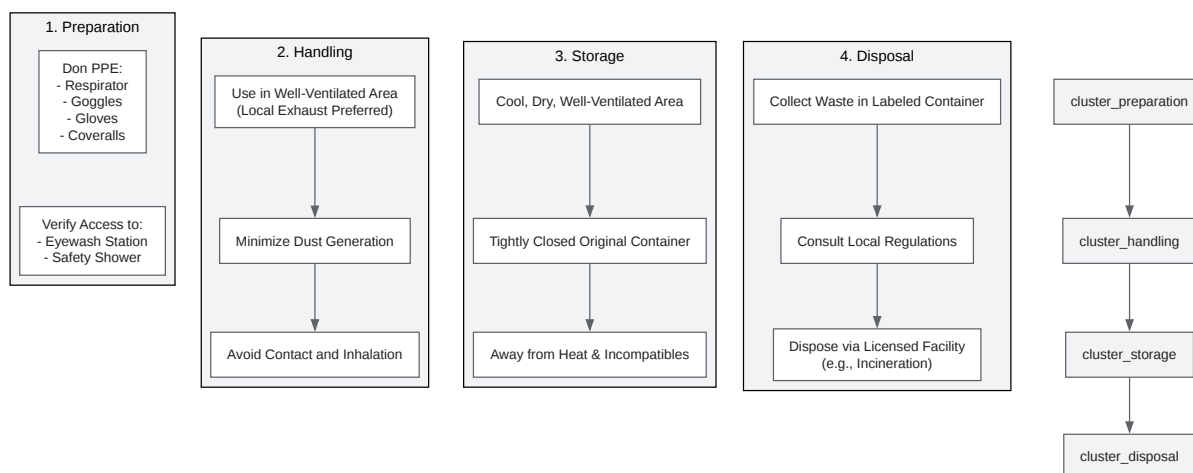 1. Preparation
Don PPE:
- Respirator
- Goggles
- Gloves
- Coveralls
Verify Access to:
- Eyewash Station
- Safety Shower
2. Handling
Use in Well-Ventilated Area
(Local Exhaust Preferred)
Minimize Dust Generation
Avoid Contact and Inhalation
3. Storage
Cool, Dry, Well-Ventilated Area
Tightly Closed Original Container
Away from Heat & Incompatibles
4. Disposal
Collect Waste in Labeled Container
Consult Local Regulations
Dispose via Licensed Facility
(e.g., Incineration)
cluster_preparation
cluster_handling
cluster_storage
cluster_disposal